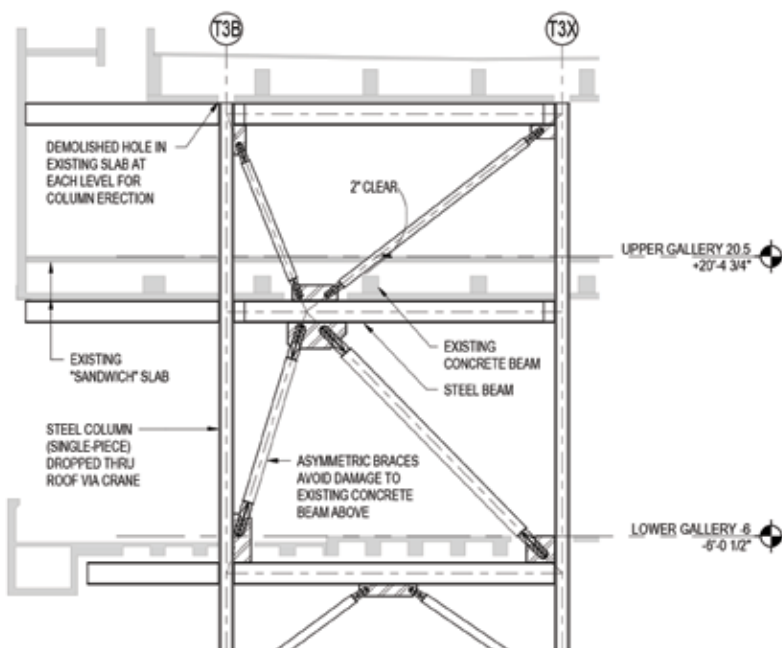 T3B
T3X
DEMOLISHED HOLE IN
EXISTING SLAB AT
EACH LEVEL FOR
COLUMN ERECTION
2" CLEAR
UPPER GALLERY 20.5
+20'-4 3/4"
EXISTING
"SANDWICH" SLAB
EXISTING
CONCRETE BEAM
STEEL BEAM
STEEL COLUMN
(SINGLE-PIECE)
DROPPED THRU
ROOF VIA CRANE
ASYMMETRIC BRACES
AVOID DAMAGE TO
EXISTING CONCRETE
BEAM ABOVE
LOWER GALLERY -6
-6'-0 1/2"